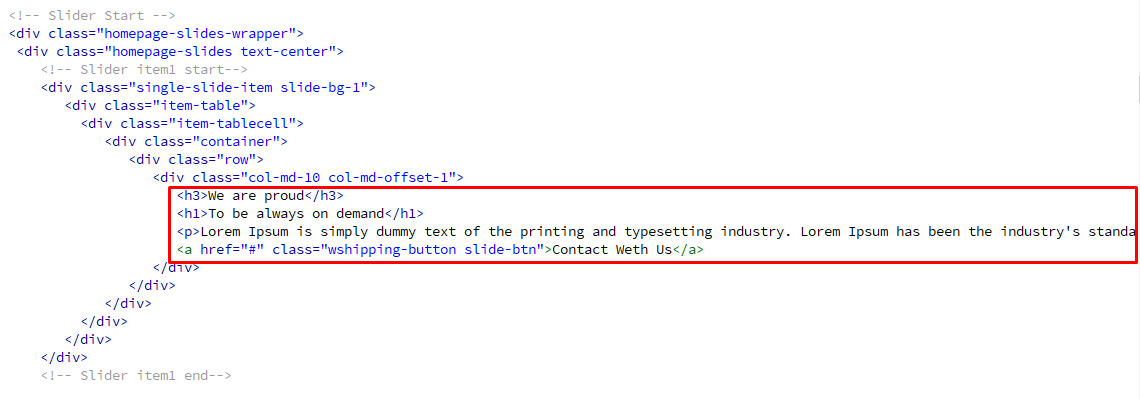 <!-- Slider Start -->
<div class="homepage-slides-wrapper">
<div class="homepage-slides text-center">
<!-- Slider item1 start-->
<div class="single-slide-item slide-bg-1">
<div class="item-table">
<div class="item-tablecell">
<div class="container">
<div class="row">
<div class="col-md-10 col-md-offset-1">
<h3>We are proud</h3>
<h1>To be always on demand</h1>
<p>Lorem Ipsum is simply dummy text of the printing and typesetting industry. Lorem Ipsum has been the industry's standa
<a href="#" class="wshipping-button slide-btn">Contact Weth Us</a>
</div>
</div>
</div>
</div>
</div>
</div>
<!-- Slider item1 end-->